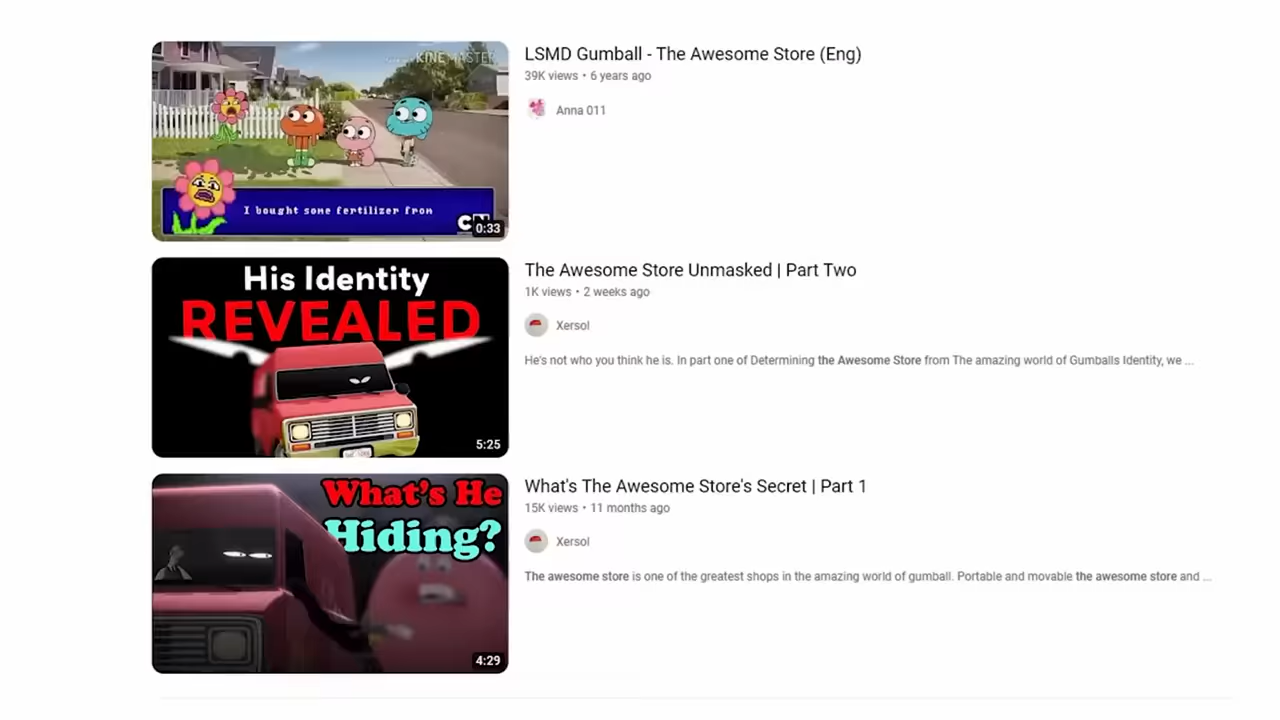 KINEMASTER
I bought some fertilizer from
CN
0:33
LSMD Gumball - The Awesome Store (Eng)
39K views • 6 years ago
Anna 011
His Identity
REVEALED
5:25
The Awesome Store Unmasked | Part Two
1K views • 2 weeks ago
Xersol
He's not who you think he is. In part one of Determining the Awesome Store from The amazing world of Gumballs Identity, we ...
What's He
Hiding?
4:29
What's The Awesome Store's Secret | Part 1
15K views • 11 months ago
Xersol
The awesome store is one of the greatest shops in the amazing world of gumball. Portable and movable the awesome store and ...